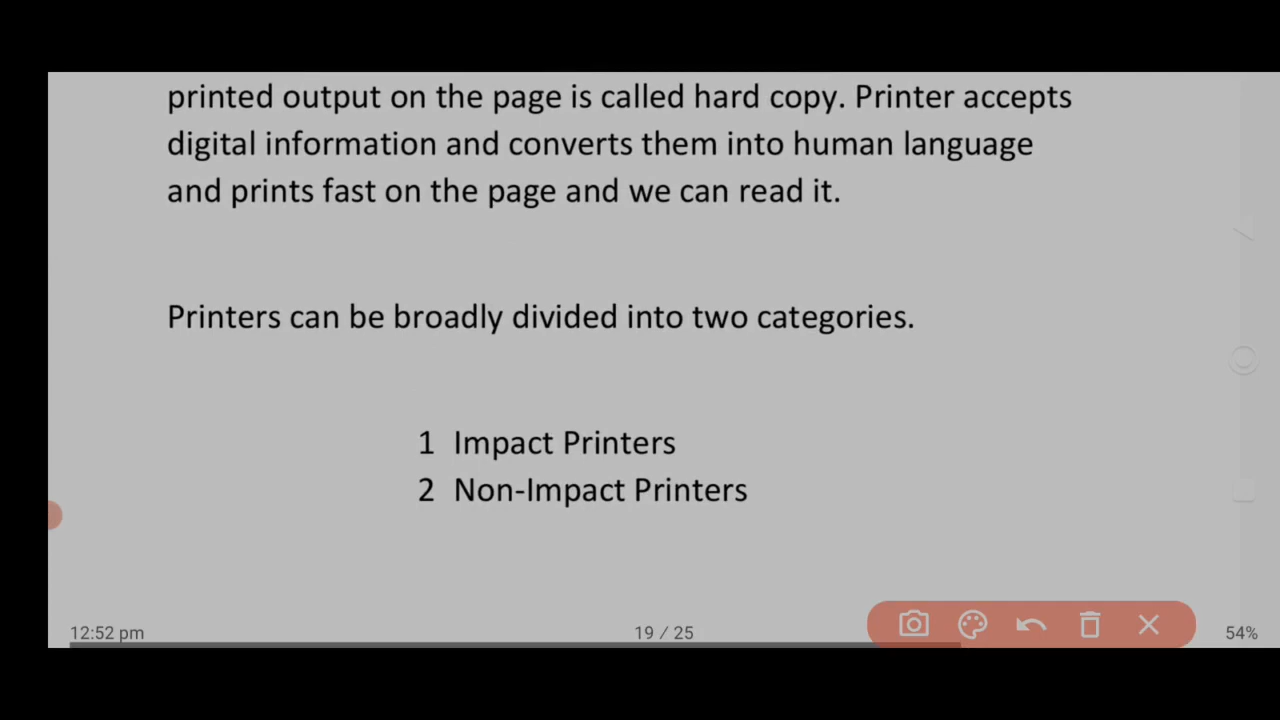 printed output on the page is called hard copy. Printer accepts
digital information and converts them into human language
and prints fast on the page and we can read it.
Printers can be broadly divided into two categories.
1 Impact Printers
2 Non-Impact Printers
12:52 pm
19 / 25
54%